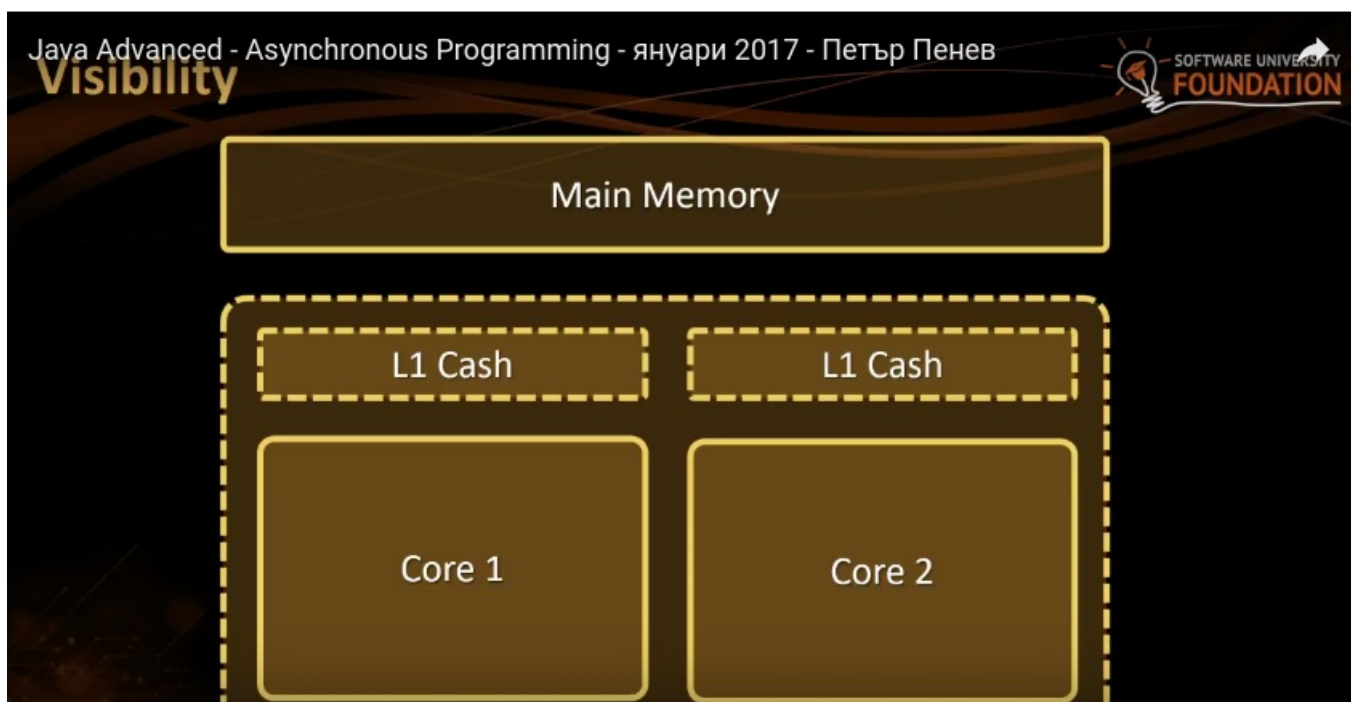 Java Advanced - Asynchronous Programming - януари 2017 - Петър Пенев
Visibility
SOFTWARE UNIVERSITY
FOUNDATION
Main Memory
L1 Cash
L1 Cash
Core 1
Core 2